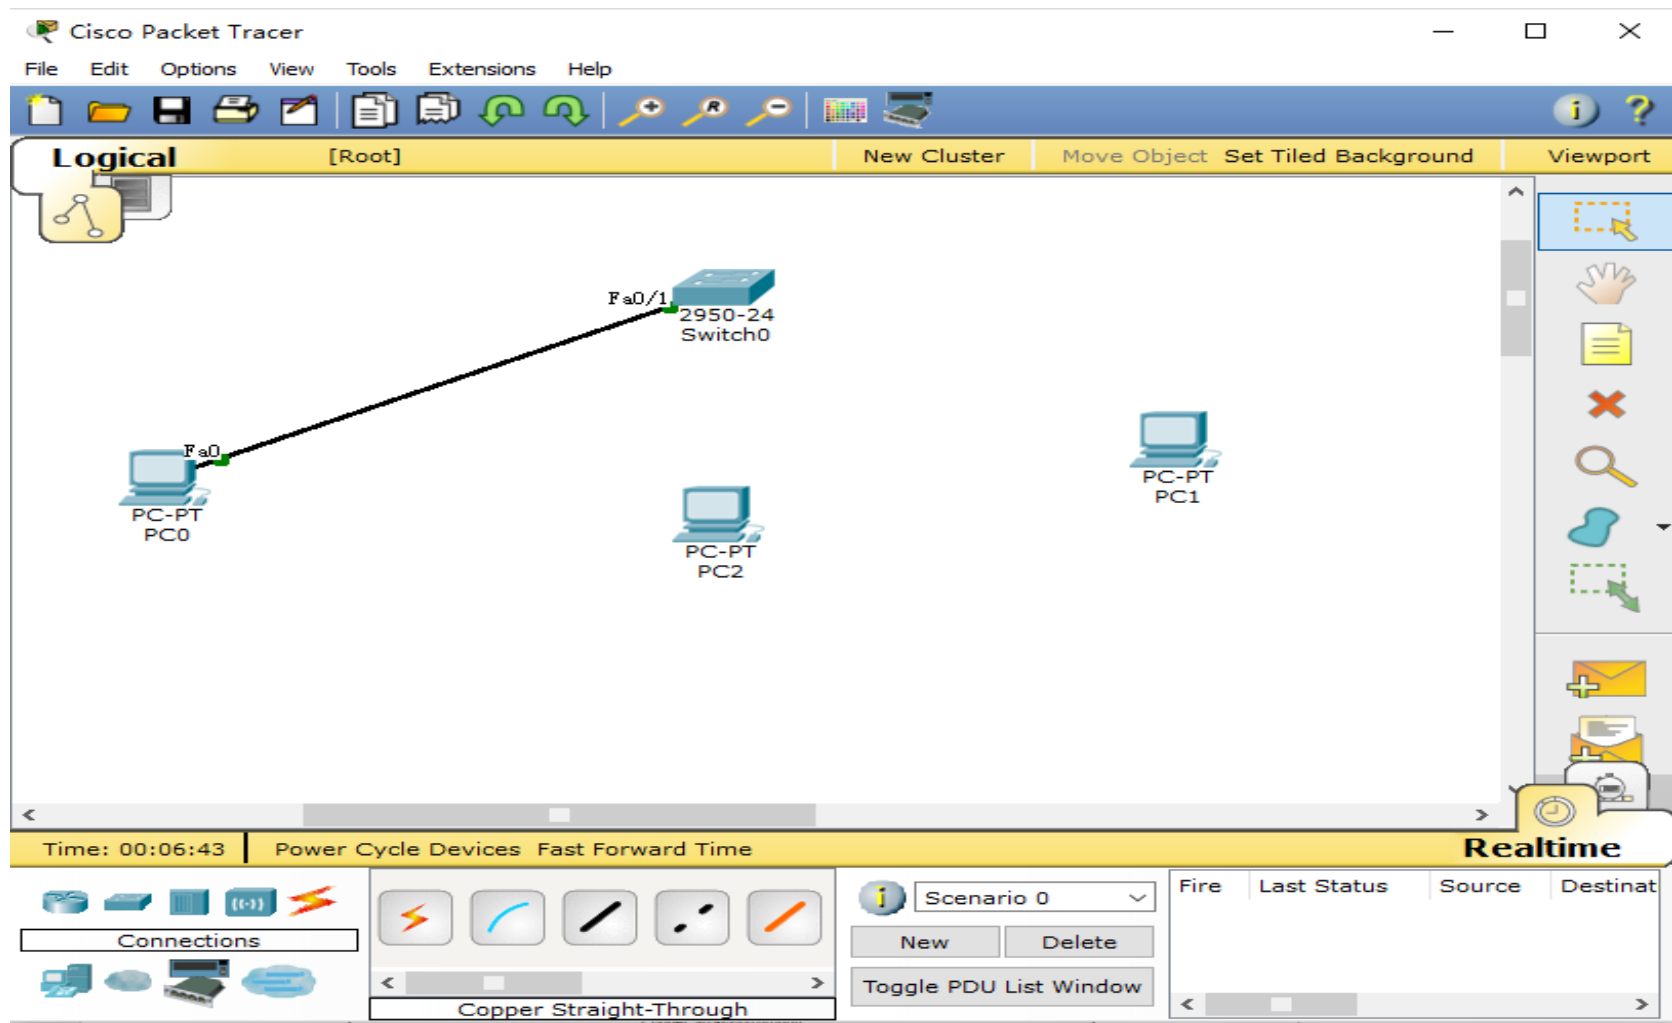 Cisco Packet Tracer
File Edit Options View Tools Extensions Help
Logical [Root] New Cluster Move Object Set Tiled Background Viewport
Fa0/1
2950-24
Switch0
Fa0
PC-PT
PC0
PC-PT
PC2
PC-PT
PC1
Time: 00:06:43 Power Cycle Devices Fast Forward Time Realtime
Connections
Copper Straight-Through
Scenario 0
New Delete
Toggle PDU List Window
Fire Last Status Source Destinat